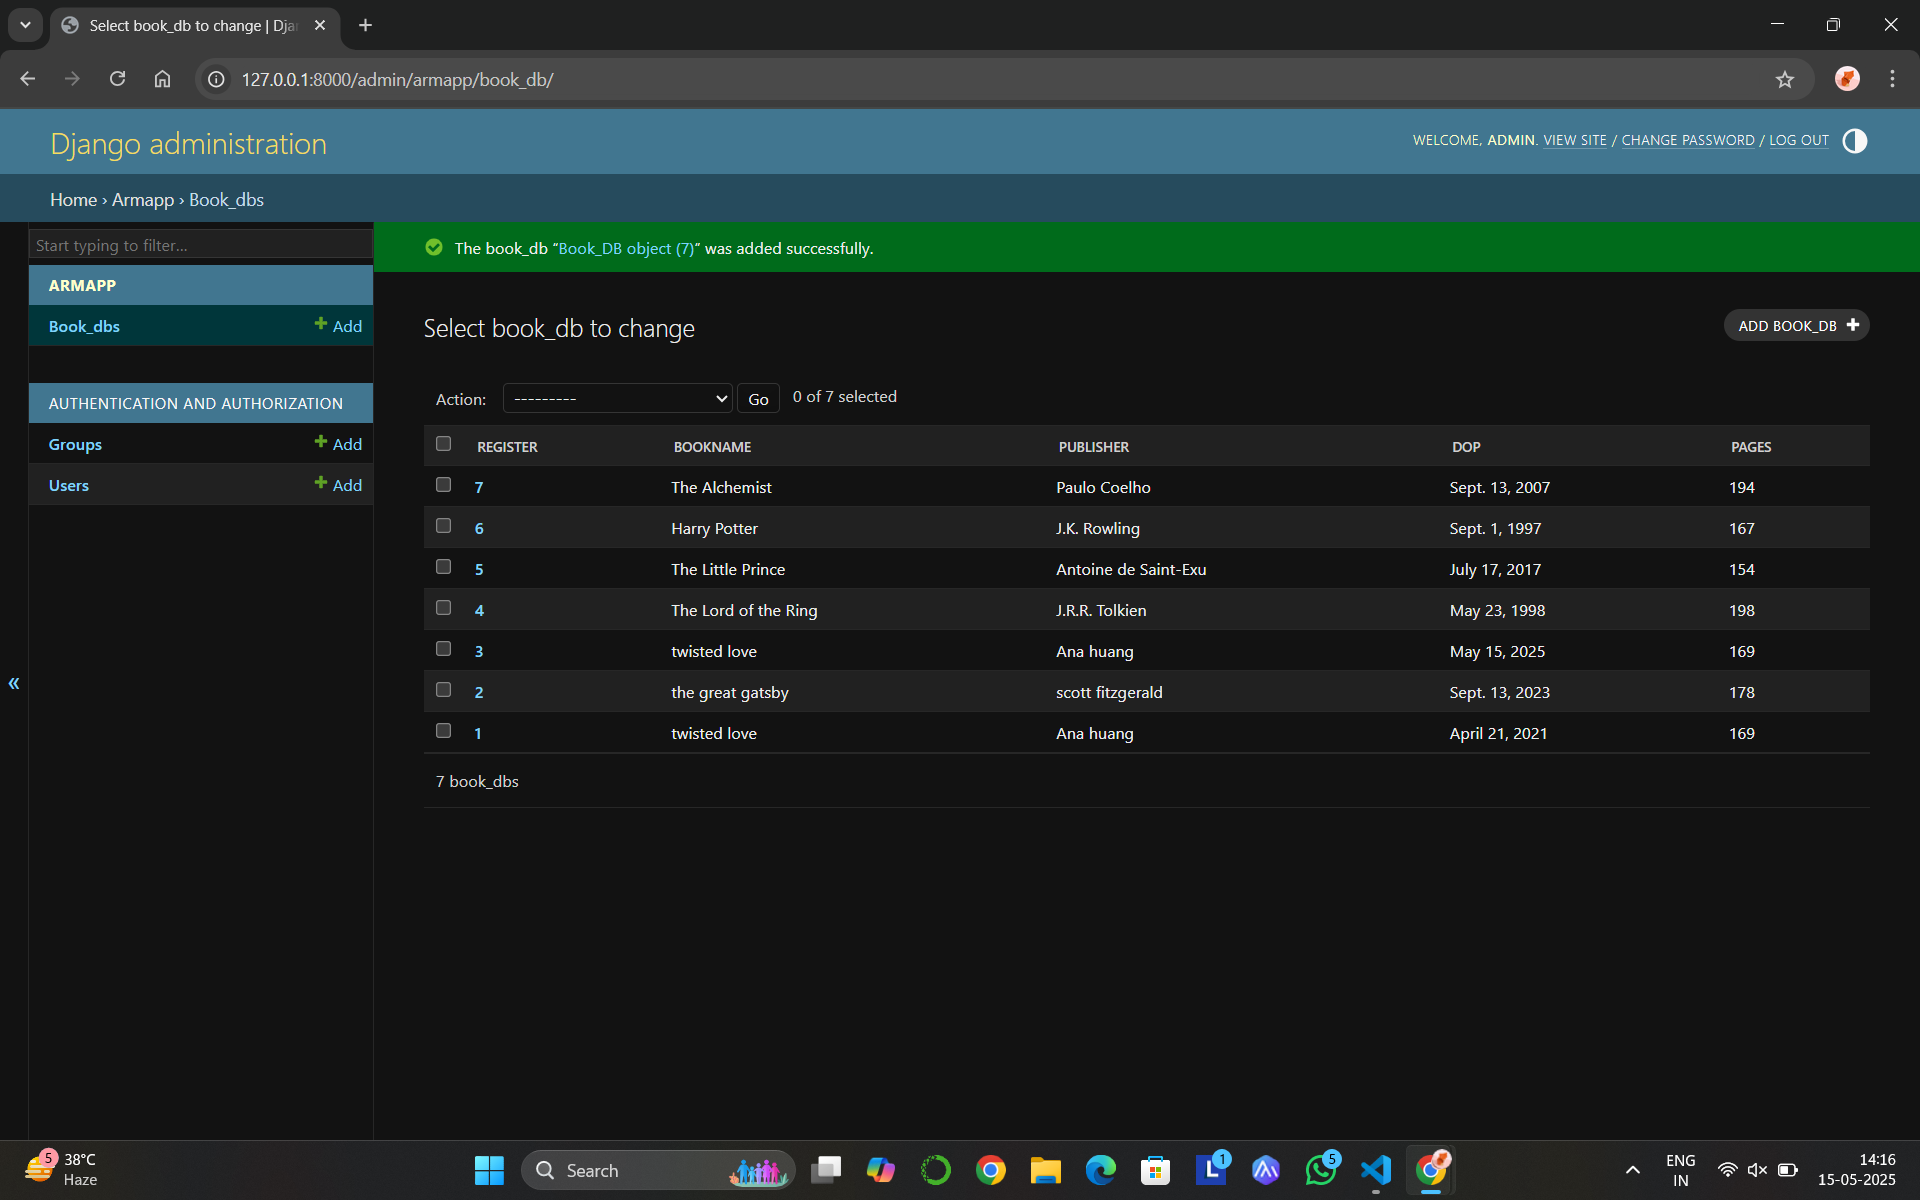 Select book_db to change | Dja
127.0.0.1:8000/admin/armapp/book_db/
Django administration
WELCOME, ADMIN. VIEW SITE / CHANGE PASSWORD / LOG OUT
Home › Armapp › Book_dbs
Start typing to filter...
ARMAPP
Book_dbs Add
AUTHENTICATION AND AUTHORIZATION
Groups Add
Users Add
«
The book_db “Book_DB object (7)” was added successfully.
Select book_db to change
ADD BOOK_DB
Action: --------- Go 0 of 7 selected
REGISTER BOOKNAME PUBLISHER DOP PAGES
7 The Alchemist Paulo Coelho Sept. 13, 2007 194
6 Harry Potter J.K. Rowling Sept. 1, 1997 167
5 The Little Prince Antoine de Saint-Exu July 17, 2017 154
4 The Lord of the Ring J.R.R. Tolkien May 23, 1998 198
3 twisted love Ana huang May 15, 2025 169
2 the great gatsby scott fitzgerald Sept. 13, 2023 178
1 twisted love Ana huang April 21, 2021 169
7 book_dbs
5
38°C
Haze
Search
L
1
5
ENG
IN
14:16
15-05-2025